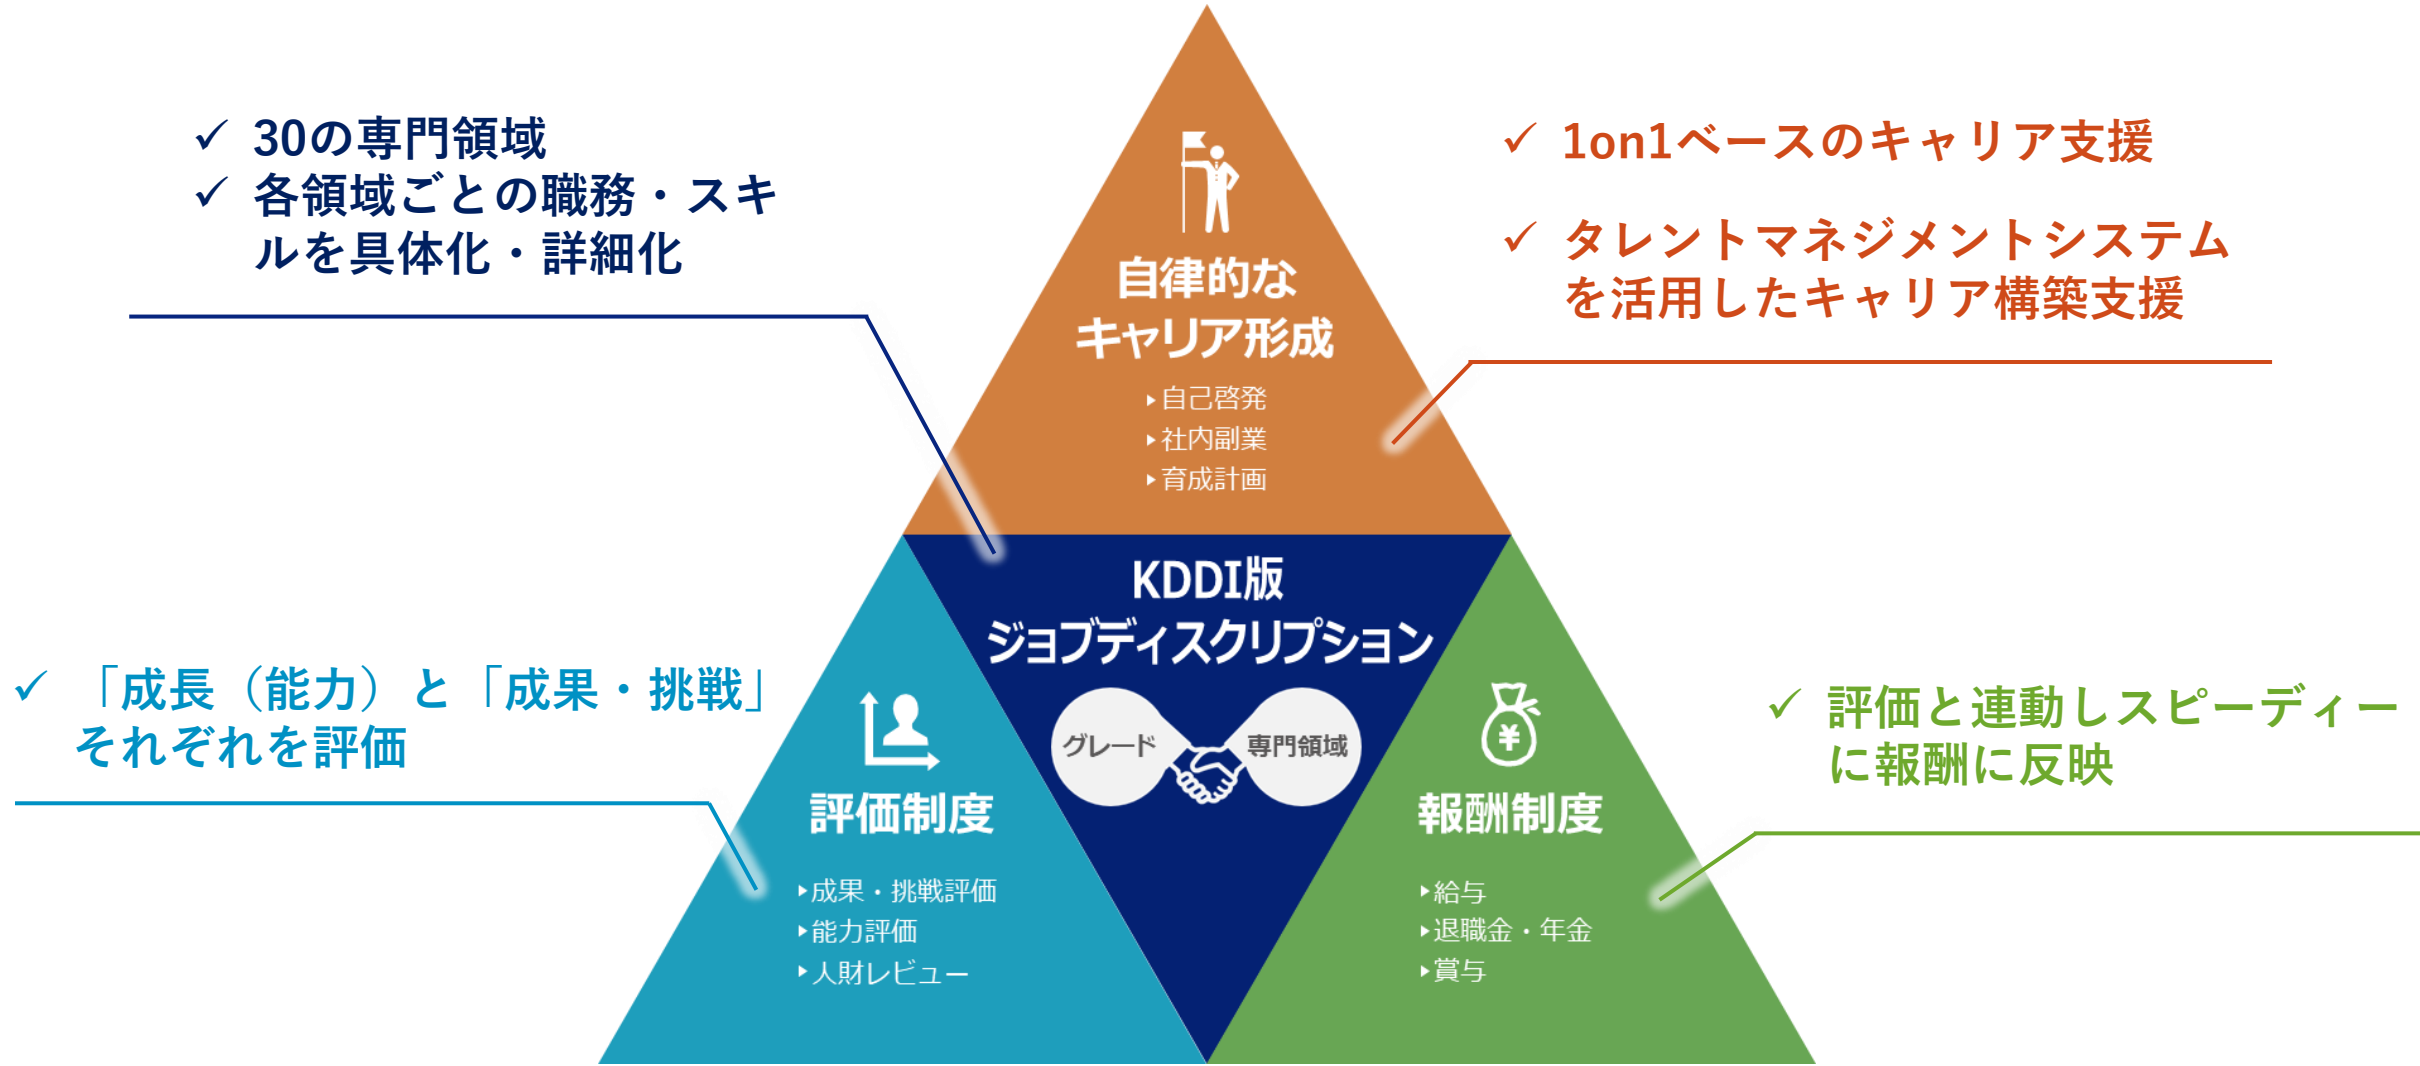 ✓ 30の専門領域
✓ 各領域ごとの職務・スキ
ルを具体化・詳細化
✓ 1on1ベースのキャリア支援
✓ タレントマネジメントシステム
を活用したキャリア構築支援
自律的な
キャリア形成
▶自己啓発
▶社内副業
▶育成計画
KDDI版
ジョブディスクリプション
グレード
専門領域
✓ 「成長（能力）と「成果・挑戦」
それぞれを評価
評価制度
▶成果・挑戦評価
▶能力評価
▶人財レビュー
✓ 評価と連動しスピーディー
に報酬に反映
¥
報酬制度
▶給与
▶退職金・年金
▶賞与